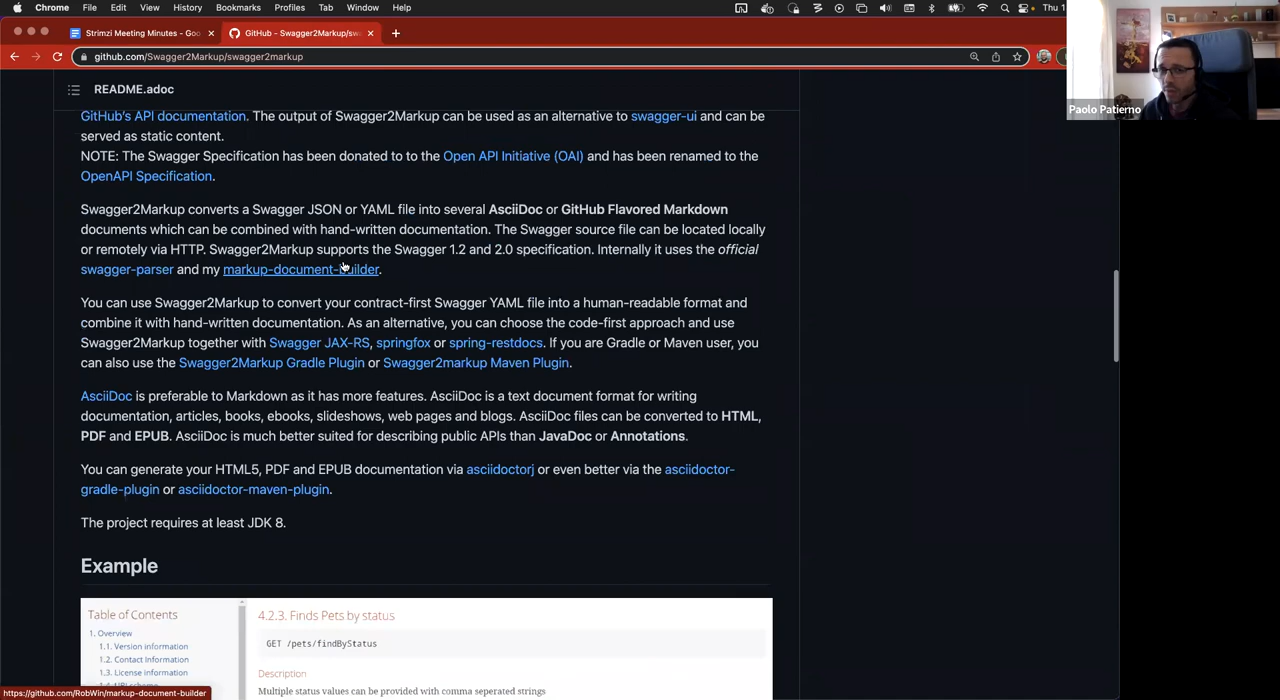 Chrome File Edit View History Bookmarks Profiles Tab Window Help Thu 1
Strimzi Meeting Minutes - Goo
GitHub - Swagger2Markup/sw
github.com/Swagger2Markup/swagger2markup
Paolo Patierno
README.adoc
GitHub's API documentation. The output of Swagger2Markup can be used as an alternative to swagger-ui and can be
served as static content.
NOTE: The Swagger Specification has been donated to to the Open API Initiative (OAI) and has been renamed to the
OpenAPI Specification.
Swagger2Markup converts a Swagger JSON or YAML file into several AsciiDoc or GitHub Flavored Markdown
documents which can be combined with hand-written documentation. The Swagger source file can be located locally
or remotely via HTTP. Swagger2Markup supports the Swagger 1.2 and 2.0 specification. Internally it uses the official
swagger-parser and my markup-document-builder.
You can use Swagger2Markup to convert your contract-first Swagger YAML file into a human-readable format and
combine it with hand-written documentation. As an alternative, you can choose the code-first approach and use
Swagger2Markup together with Swagger JAX-RS, springfox or spring-restdocs. If you are Gradle or Maven user, you
can also use the Swagger2Markup Gradle Plugin or Swagger2markup Maven Plugin.
AsciiDoc is preferable to Markdown as it has more features. AsciiDoc is a text document format for writing
documentation, articles, books, ebooks, slideshows, web pages and blogs. AsciiDoc files can be converted to HTML,
PDF and EPUB. AsciiDoc is much better suited for describing public APIs than JavaDoc or Annotations.
You can generate your HTML5, PDF and EPUB documentation via asciidoctorj or even better via the asciidoctor-
gradle-plugin or asciidoctor-maven-plugin.
The project requires at least JDK 8.
Example
Table of Contents
1. Overview
1.1. Version information
1.2. Contact Information
1.3. License information
4.2.3. Finds Pets by status
GET /pets/findByStatus
Description
Multiple status values can be provided with comma seperated strings
https://github.com/RobWin/markup-document-builder